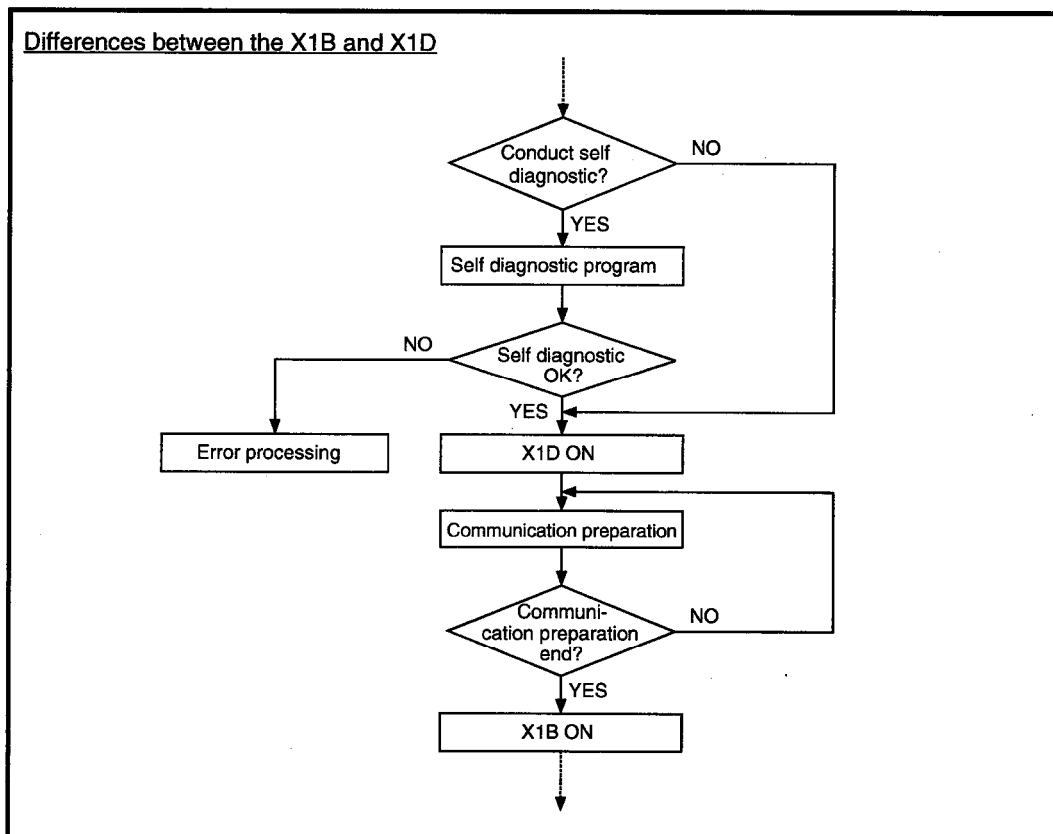 Differences between the X1B and X1D
Conduct self
diagnostic?
NO
YES
Self diagnostic program
NO
Self diagnostic
OK?
YES
Error processing
X1D ON
Communication preparation
Communi-
cation preparation
end?
NO
YES
X1B ON